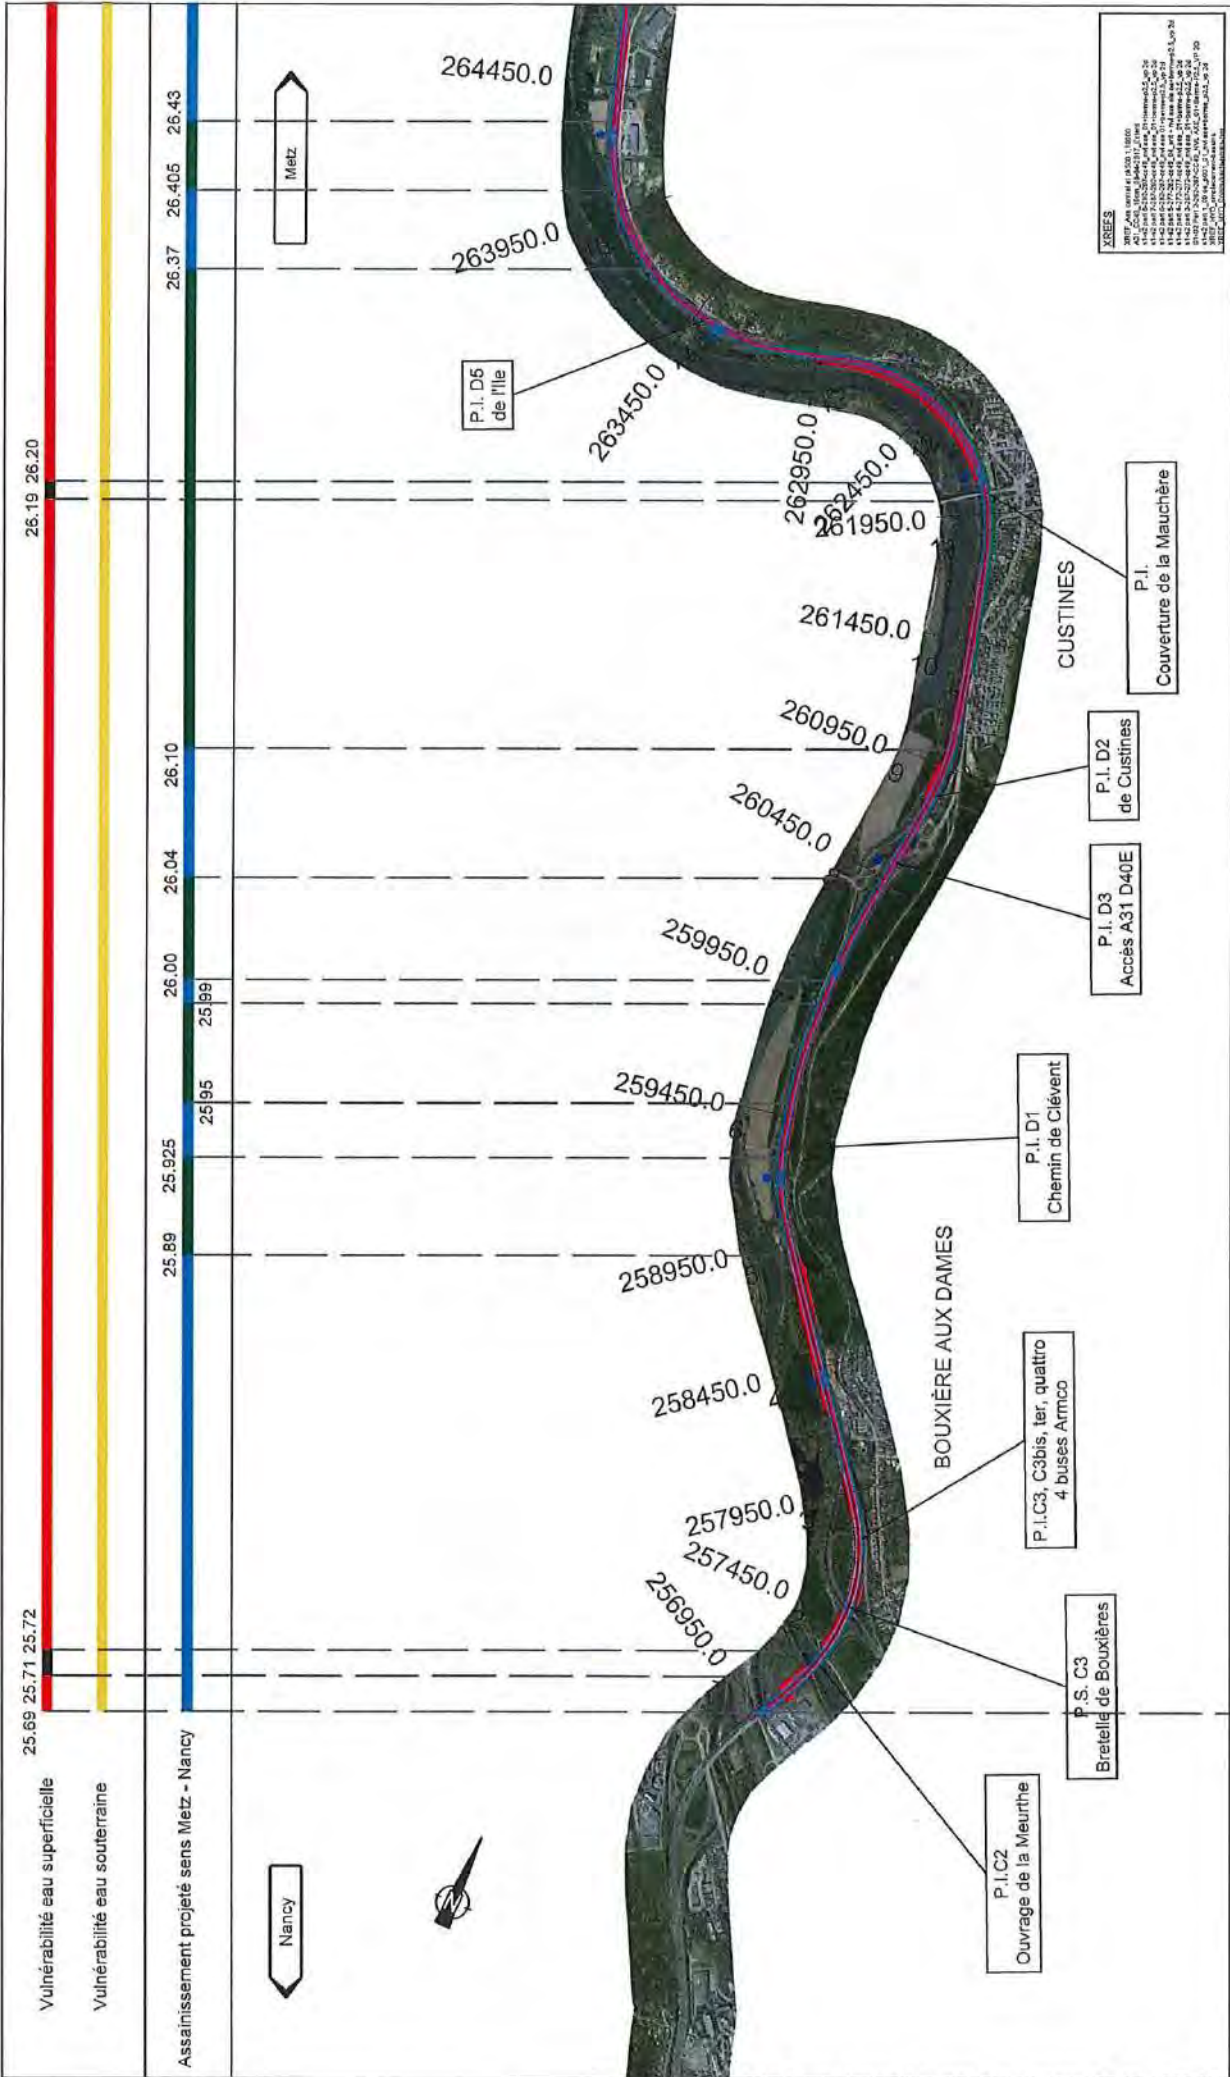 Vulnérabilité eau superficielle
25.69 25.71 25.72
26.19 26.20
Vulnérabilité eau souterraine
Assainissement projeté sens Metz - Nancy
25.89
25.925
25.95
25.99
26.00
26.04
26.10
26.37
26.405
26.43
Nancy
Metz
N
256950.0
257450.0
257950.0
258450.0
258950.0
259450.0
259950.0
260450.0
260950.0
261450.0
261950.0
262450.0
262950.0
263450.0
263950.0
264450.0
9
10
P.I. D5
de l'Ile
BOUXIÈRE AUX DAMES
CUSTINES
P.I.C2
Ouvrage de la Meurthe
P.S. C3
Bretelle de Bouxières
P.I.C3, C3bis, ter, quattro
4 buses Armco
P.I. D1
Chemin de Clévent
P.I. D3
Accès A31 D40E
P.I. D2
de Custines
P.I.
Couverture de la Mauchère
XREFS